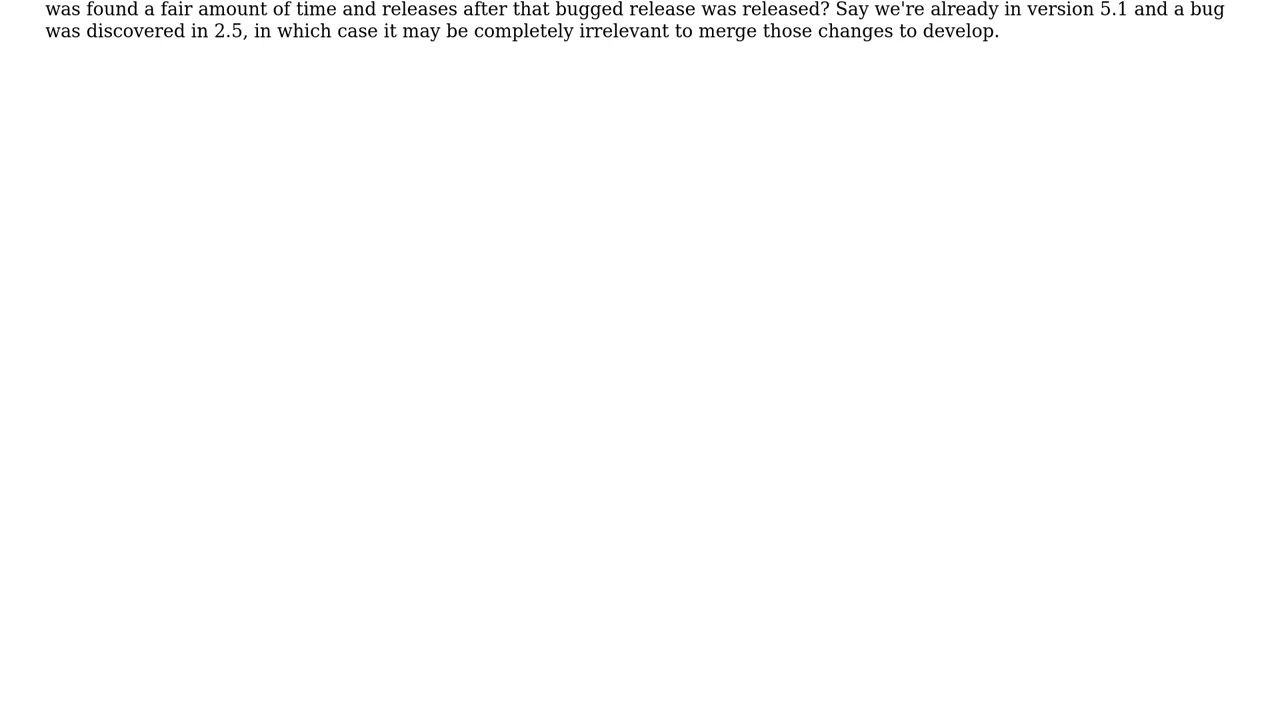 was found a fair amount of time and releases after that bugged release was released? Say we're already in version 5.1 and a bug
was discovered in 2.5, in which case it may be completely irrelevant to merge those changes to develop.